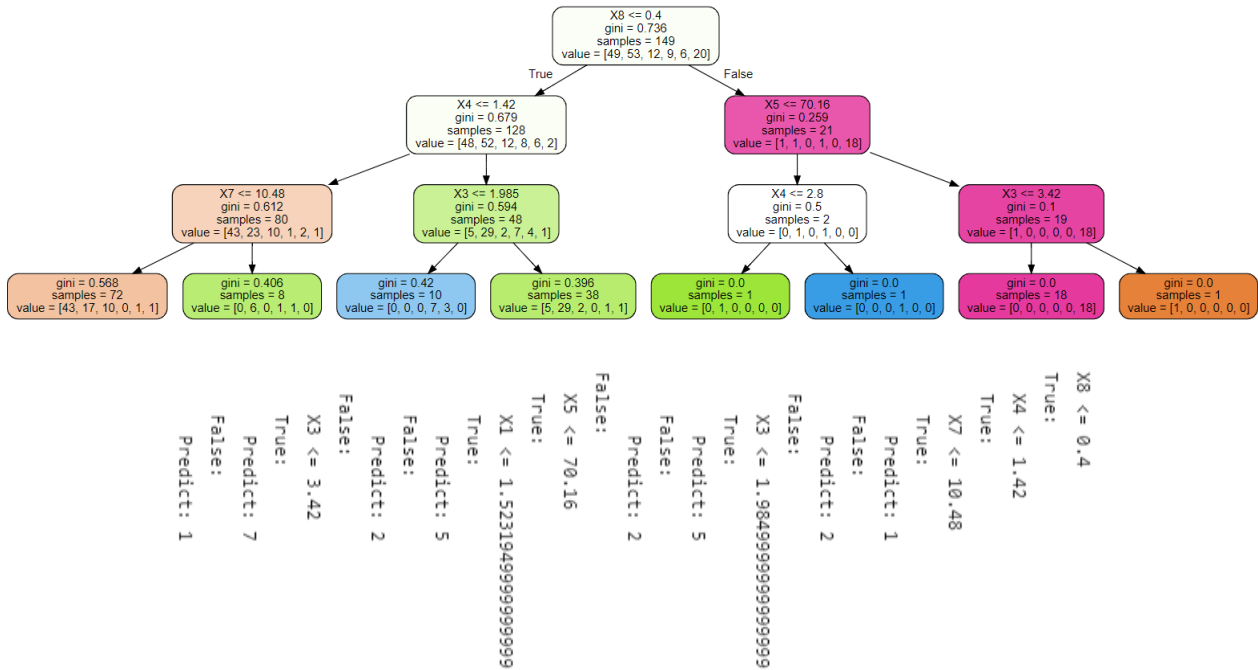 X8 <= 0.4
gini = 0.736
samples = 149
value = [49, 53, 12, 9, 6, 20]
True
False
X4 <= 1.42
gini = 0.679
samples = 128
value = [48, 52, 12, 8, 6, 2]
X5 <= 70.16
gini = 0.259
samples = 21
value = [1, 1, 0, 1, 0, 18]
X7 <= 10.48
gini = 0.612
samples = 80
value = [43, 23, 10, 1, 2, 1]
X3 <= 1.985
gini = 0.594
samples = 48
value = [5, 29, 2, 7, 4, 1]
X4 <= 2.8
gini = 0.5
samples = 2
value = [0, 1, 0, 1, 0, 0]
X3 <= 3.42
gini = 0.1
samples = 19
value = [1, 0, 0, 0, 0, 18]
gini = 0.568
samples = 72
value = [43, 17, 10, 0, 1, 1]
gini = 0.406
samples = 8
value = [0, 6, 0, 1, 1, 0]
gini = 0.42
samples = 10
value = [0, 0, 0, 7, 3, 0]
gini = 0.396
samples = 38
value = [5, 29, 2, 0, 1, 1]
gini = 0.0
samples = 1
value = [0, 1, 0, 0, 0, 0]
gini = 0.0
samples = 1
value = [0, 0, 0, 1, 0, 0]
gini = 0.0
samples = 18
value = [0, 0, 0, 0, 0, 18]
gini = 0.0
samples = 1
value = [1, 0, 0, 0, 0, 0]
X8 <= 0.4
True:
X4 <= 1.42
True:
X7 <= 10.48
True:
Predict: 1
False:
Predict: 2
False:
X3 <= 1.9849999999999999
True:
Predict: 5
False:
Predict: 2
False:
X5 <= 70.16
True:
X1 <= 1.5231949999999999
True:
Predict: 5
False:
Predict: 2
False:
X3 <= 3.42
True:
Predict: 7
False:
Predict: 1